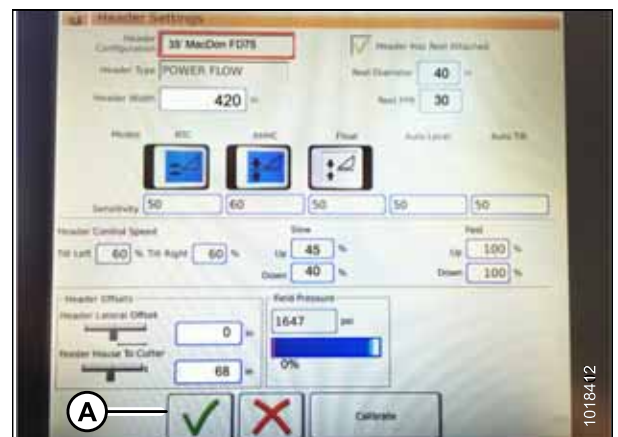 Header Settings
Header Configuration 35' MacDon FD75
Header Has Reel Attached
Header Type POWER FLOW
Reel Diameter 40 in
Header Width 420 in
Reel PPR 30
Modes RTC AHHC Float Auto Level Auto Tilt
Sensitivity 50 60 50 50 50
Header Control Speed
Slow
Fast
Tilt Left 60 % Tilt Right 60 %
Up 45 %
Up 100 %
Down 40 %
Down 100 %
Header Offsets
Field Pressure
Header Lateral Offset
0 in
1647 psi
Feeder House To Cutter
68 in
0%
A
Calibrate
1018412